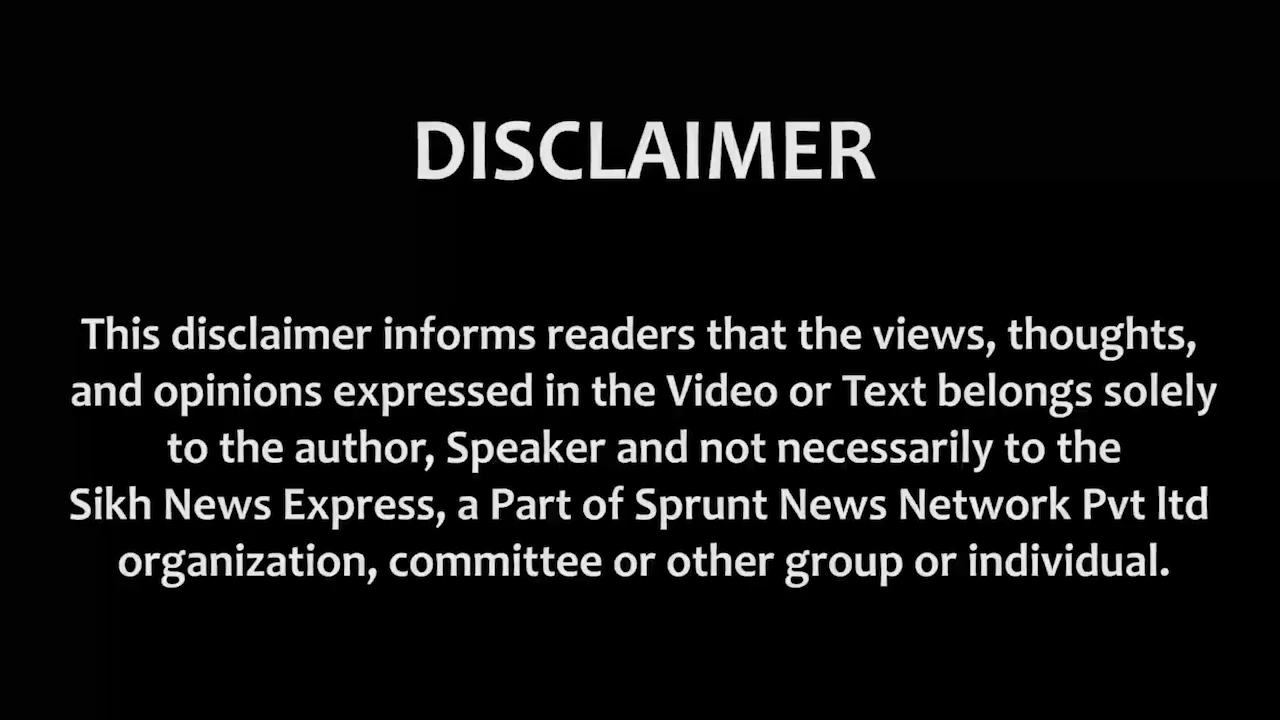 DISCLAIMER
This disclaimer informs readers that the views, thoughts,
and opinions expressed in the Video or Text belongs solely
to the author, Speaker and not necessarily to the
Sikh News Express, a Part of Sprunt News Network Pvt ltd
organization, committee or other group or individual.